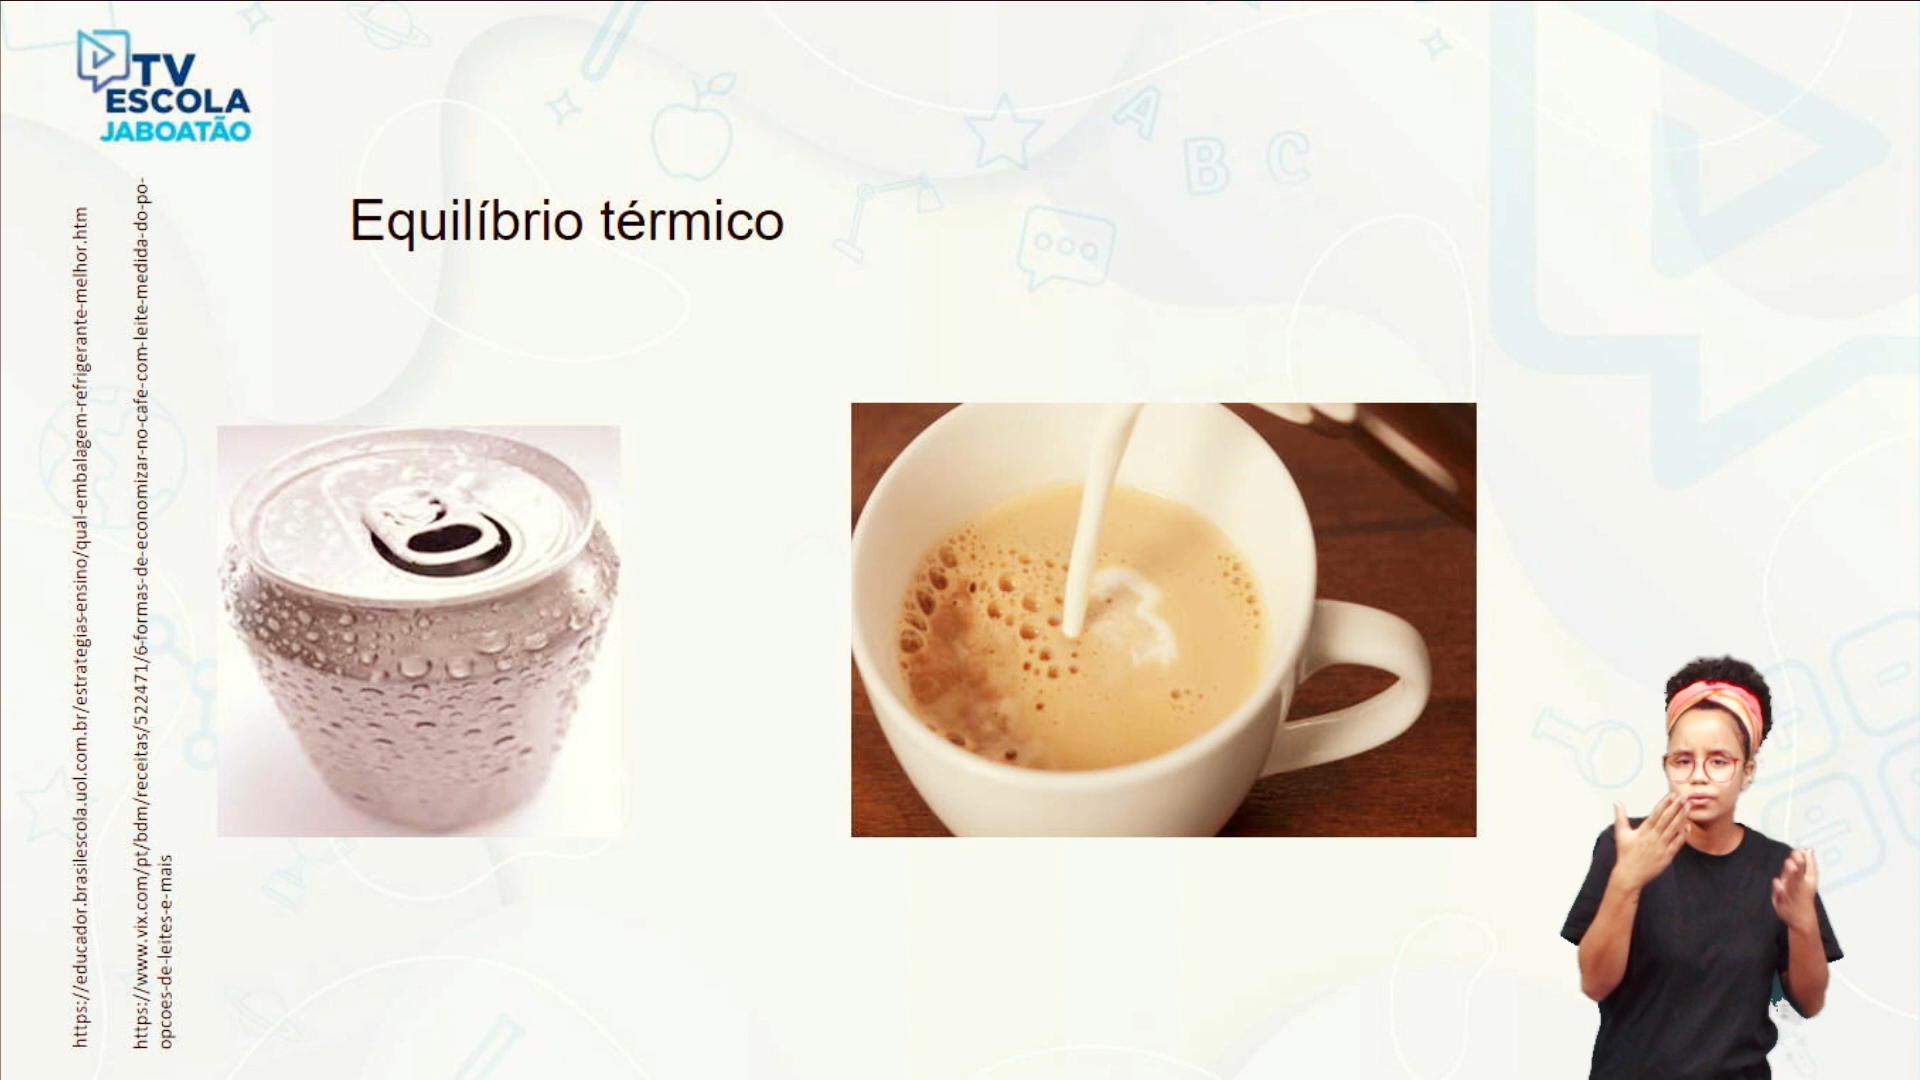 TV
ESCOLA
JABOATÃO
Equilíbrio térmico
A
B
C
https://educador.brasilescola.uol.com.br/estrategias-ensino/qual-embalagem-refrigerante-melhor.htm
https://www.vix.com/pt/bdm/receitas/522471/6-formas-de-economizar-no-cafe-com-leite-medida-do-po-
opcoes-de-leites-e-mais